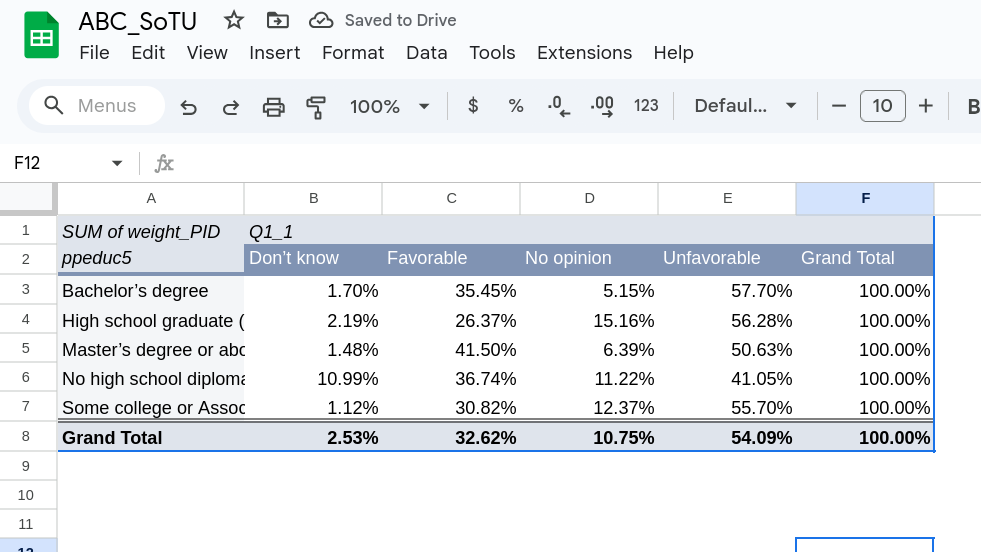 ABC_SoTU Saved to Drive
File Edit View Insert Format Data Tools Extensions Help
Menus 100% $ % .0 .00 123 Defaul... 10 B
F12 fx
A B C D E F
1 SUM of weight_PID Q1_1
2 ppeduc5 Don't know Favorable No opinion Unfavorable Grand Total
3 Bachelor's degree 1.70% 35.45% 5.15% 57.70% 100.00%
4 High school graduate ( 2.19% 26.37% 15.16% 56.28% 100.00%
5 Master's degree or abo 1.48% 41.50% 6.39% 50.63% 100.00%
6 No high school diploma 10.99% 36.74% 11.22% 41.05% 100.00%
7 Some college or Assoc 1.12% 30.82% 12.37% 55.70% 100.00%
8 Grand Total 2.53% 32.62% 10.75% 54.09% 100.00%
9
10
11
12